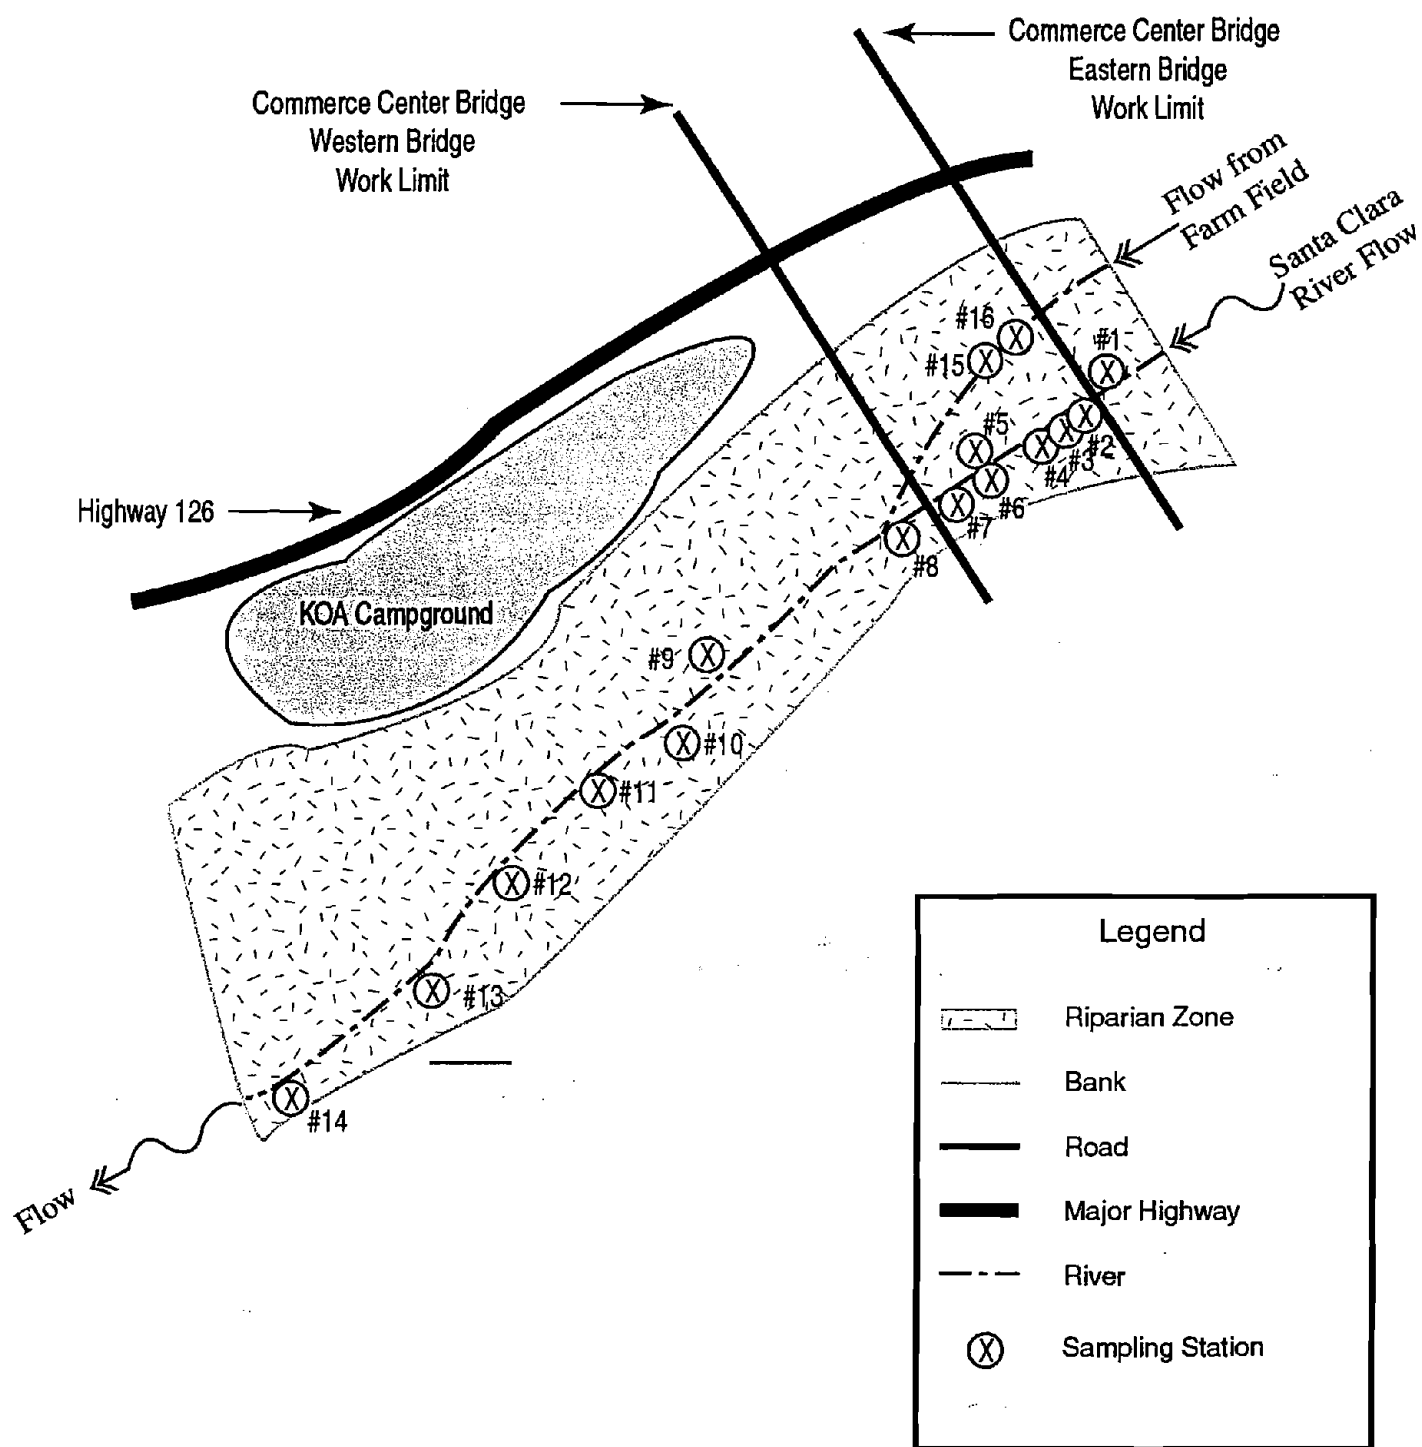 Commerce Center Bridge
Eastern Bridge
Work Limit
Commerce Center Bridge
Western Bridge
Work Limit
Flow from
Farm Field
Santa Clara
River Flow
#16
#1
#15
#5
#2
#3
#4
#6
#7
#8
Highway 126
KOA Campground
#9
#10
#11
#12
#13
#14
Flow
Legend
Riparian Zone
Bank
Road
Major Highway
River
Sampling Station